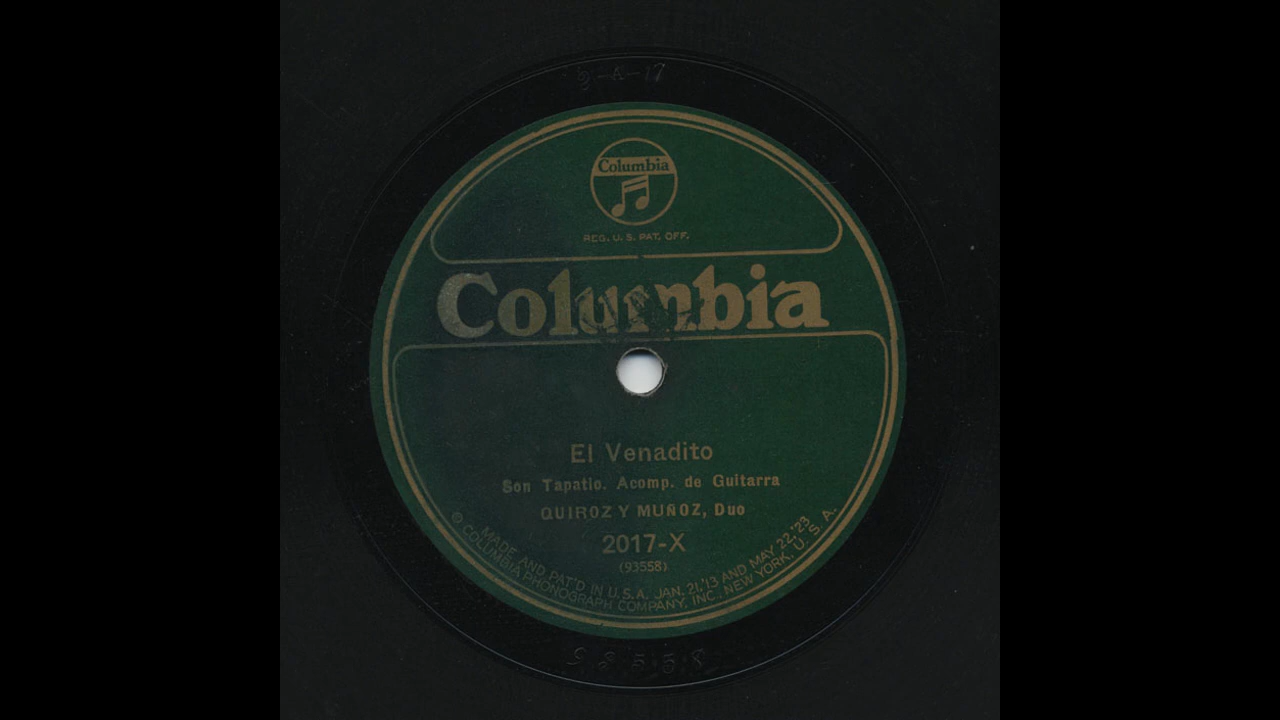 2-A-17
Columbia
REG. U. S. PAT. OFF.
Columbia
El Venadito
Son Tapatio. Acomp. de Guitarra
QUIROZ Y MUÑOZ, Duo
2017-X
(93558)
MADE AND PAT'D IN U.S.A. JAN. 21,'13 AND MAY 22,'23
© COLUMBIA PHONOGRAPH COMPANY, INC., NEW YORK, U. S. A.
93558